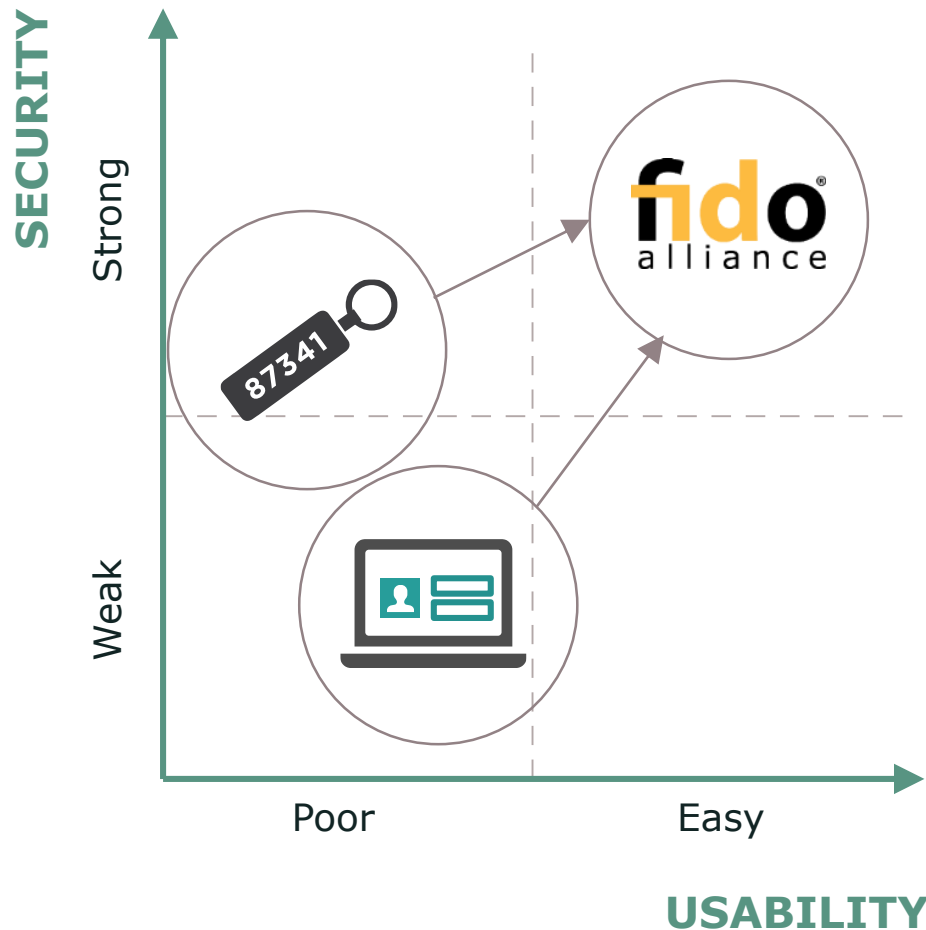 SECURITY
Strong
Weak
87341
fido®
alliance
Poor
Easy
USABILITY